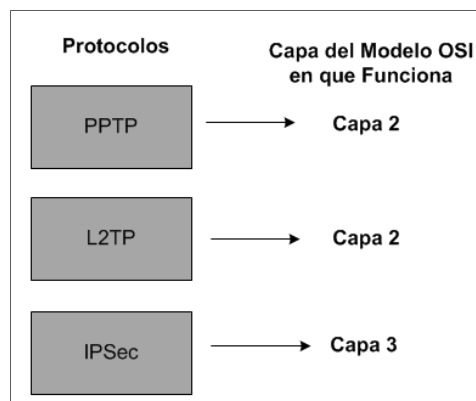 Protocolos
Capa del Modelo OSI
en que Funciona
PPTP
Capa 2
L2TP
Capa 2
IPSec
Capa 3